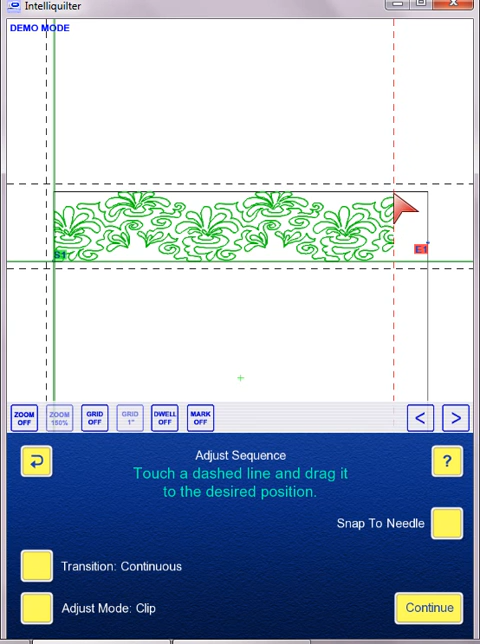 Intelliquilter
DEMO MODE
S1
E1
ZOOM OFF
ZOOM 150%
GRID OFF
GRID 1"
DWELL OFF
MARK OFF
<
>
Adjust Sequence
?
Touch a dashed line and drag it
to the desired position.
Snap To Needle
Transition: Continuous
Adjust Mode: Clip
Continue